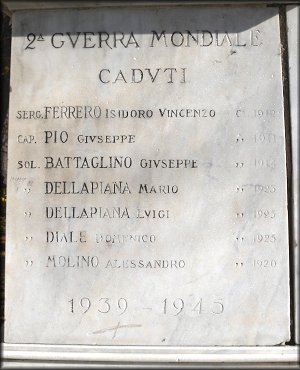 2ª GVERRA MONDIALE
CADVTI
SERG. FERRERO ISIDORO VINCENZO
CAP. PIO GIVSEPPE
SOL. BATTAGLINO GIVSEPPE
„ DELLAPIANA MARIO „
„ DELLAPIANA LVIGI „
„ DIALE DOMENICO „ 1925
„ MOLINO ALESSANDRO „ 1920
1939 - 1945